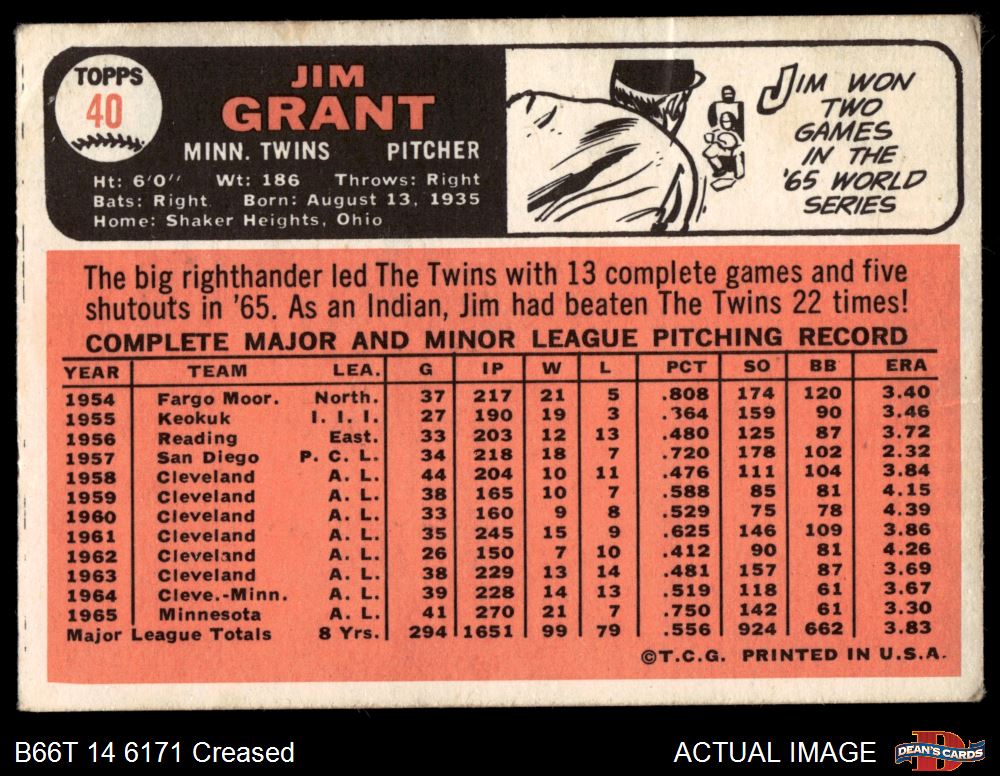 TOPPS
40
JIM
GRANT
MINN. TWINS PITCHER
Ht: 6'0" Wt: 186 Throws: Right
Bats: Right Born: August 13, 1935
Home: Shaker Heights, Ohio
JIM WON
TWO
GAMES
IN THE
'65 WORLD
SERIES
The big righthander led The Twins with 13 complete games and five
shutouts in '65. As an Indian, Jim had beaten The Twins 22 times!
COMPLETE MAJOR AND MINOR LEAGUE PITCHING RECORD
YEAR TEAM LEA. G IP W L PCT SO BB ERA
1954 Fargo Moor. North. 37 217 21 5 .808 174 120 3.40
1955 Keokuk I. I. I. 27 190 19 3 .364 159 90 3.46
1956 Reading East. 33 203 12 13 .480 125 87 3.72
1957 San Diego P. C. L. 34 218 18 7 .720 178 102 2.32
1958 Cleveland A. L. 44 204 10 11 .476 111 104 3.84
1959 Cleveland A. L. 38 165 10 7 .588 85 81 4.15
1960 Cleveland A. L. 33 160 9 8 .529 75 78 4.39
1961 Cleveland A. L. 35 245 15 9 .625 146 109 3.86
1962 Cleveland A. L. 26 150 7 10 .412 90 81 4.26
1963 Cleveland A. L. 38 229 13 14 .481 157 87 3.69
1964 Cleve.-Minn. A. L. 39 228 14 13 .519 118 61 3.67
1965 Minnesota A. L. 41 270 21 7 .750 142 61 3.30
Major League Totals 8 Yrs. 294 1651 99 79 .556 924 662 3.83
©T.C.G. PRINTED IN U.S.A.
B66T 14 6171 Creased
ACTUAL IMAGE
DEAN'S CARDS